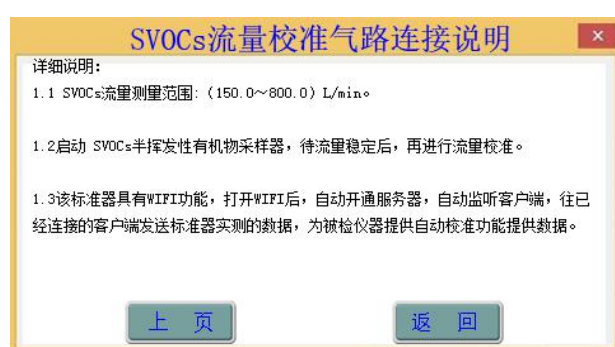 SVOCs流量校准气路连接说明
详细说明：
1.1 SVOCs流量测量范围:（150.0～800.0）L/min。
1.2启动 SVOCs半挥发性有机物采样器，待流量稳定后，再进行流量校准。
1.3该标准器具有WIFI功能，打开WIFI后，自动开通服务器，自动监听客户端，往已
经连接的客户端发送标准器实测的数据，为被检仪器提供自动校准功能提供数据。
上 页
返 回